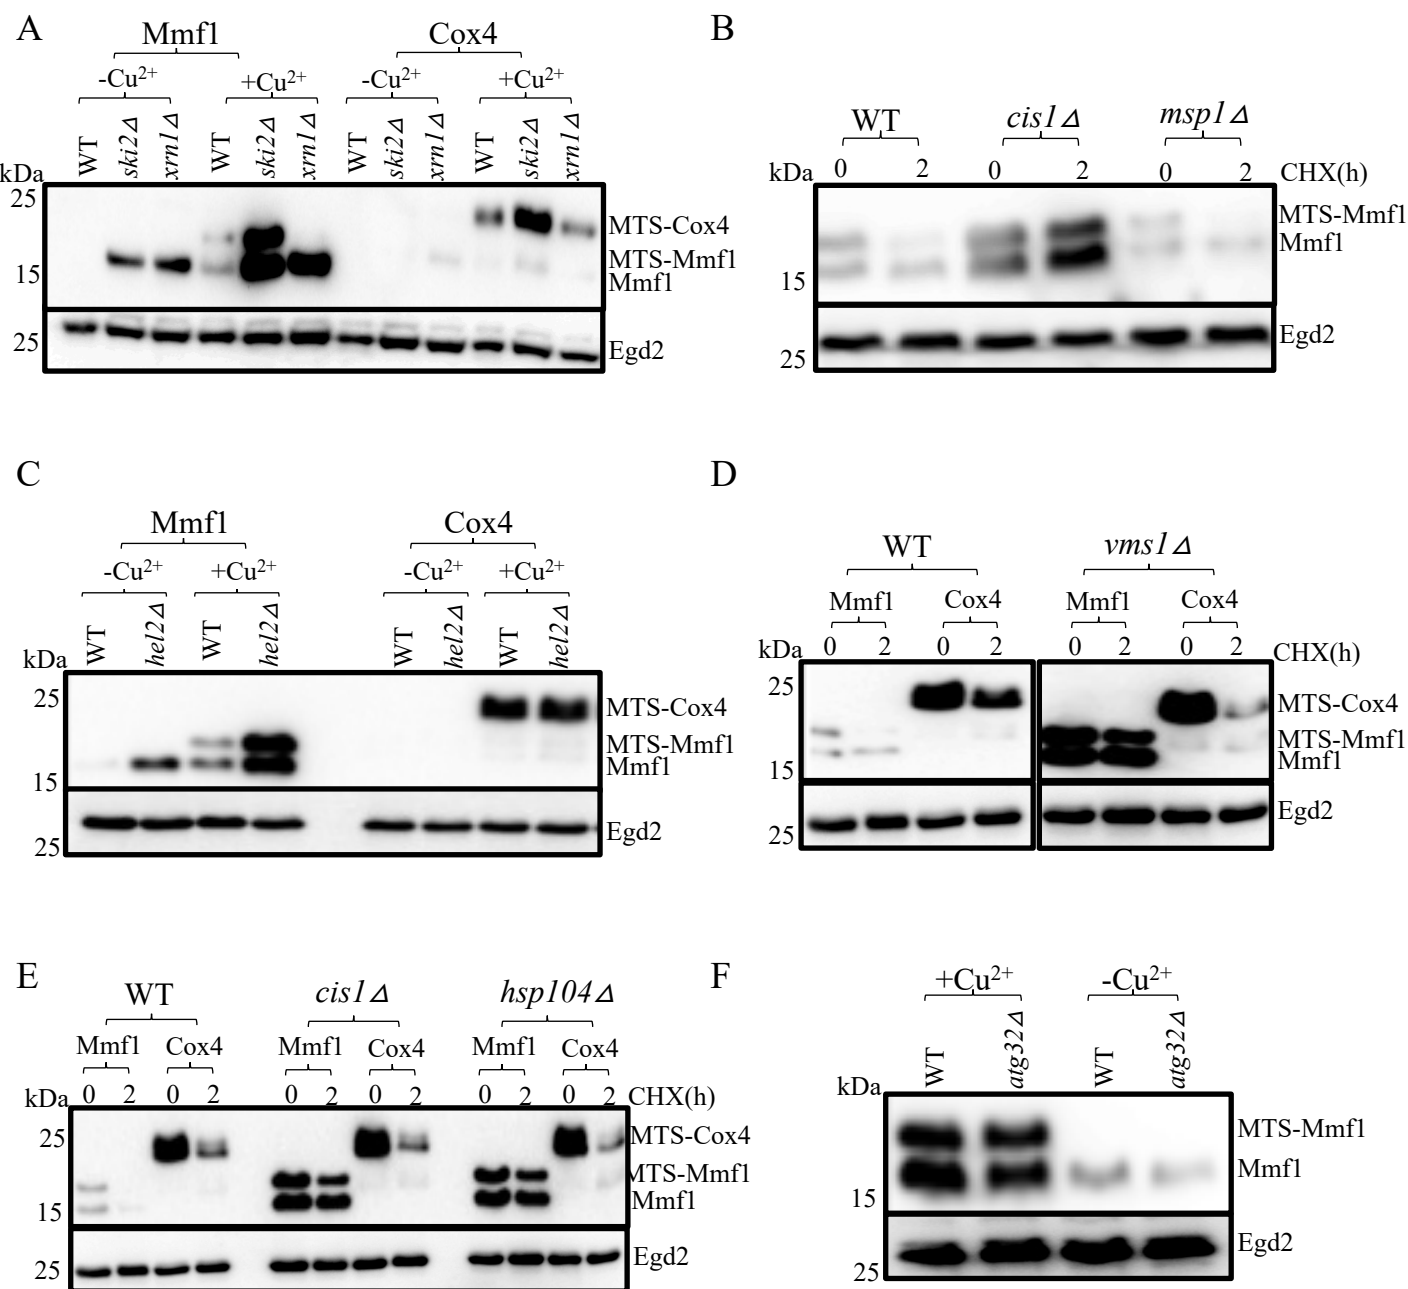 A
Mmf1 Cox4
-Cu²⁺ +Cu²⁺ -Cu²⁺ +Cu²⁺
WT ski2Δ xrn1Δ WT ski2Δ xrn1Δ WT ski2Δ xrn1Δ WT ski2Δ xrn1Δ
kDa
25
MTS-Cox4
MTS-Mmf1
15 Mmf1
25 Egd2
B
WT cis1Δ msp1Δ
kDa 0 2 0 2 0 2 CHX(h)
MTS-Mmf1
Mmf1
15
Egd2
25
C
Mmf1 Cox4
-Cu²⁺ +Cu²⁺ -Cu²⁺ +Cu²⁺
WT hel2Δ WT hel2Δ WT hel2Δ WT hel2Δ
kDa
25 MTS-Cox4
MTS-Mmf1
15 Mmf1
Egd2
25
D
WT vms1Δ
Mmf1 Cox4 Mmf1 Cox4
kDa 0 2 0 2 0 2 0 2 CHX(h)
25 MTS-Cox4
MTS-Mmf1
15 Mmf1
Egd2
25
E
WT cis1Δ hsp104Δ
Mmf1 Cox4 Mmf1 Cox4 Mmf1 Cox4
kDa 0 2 0 2 0 2 0 2 0 2 0 2 CHX(h)
25 MTS-Cox4
MTS-Mmf1
15 Mmf1
25 Egd2
F
+Cu²⁺ -Cu²⁺
WT atg32Δ WT atg32Δ
kDa
MTS-Mmf1
Mmf1
15
Egd2
25